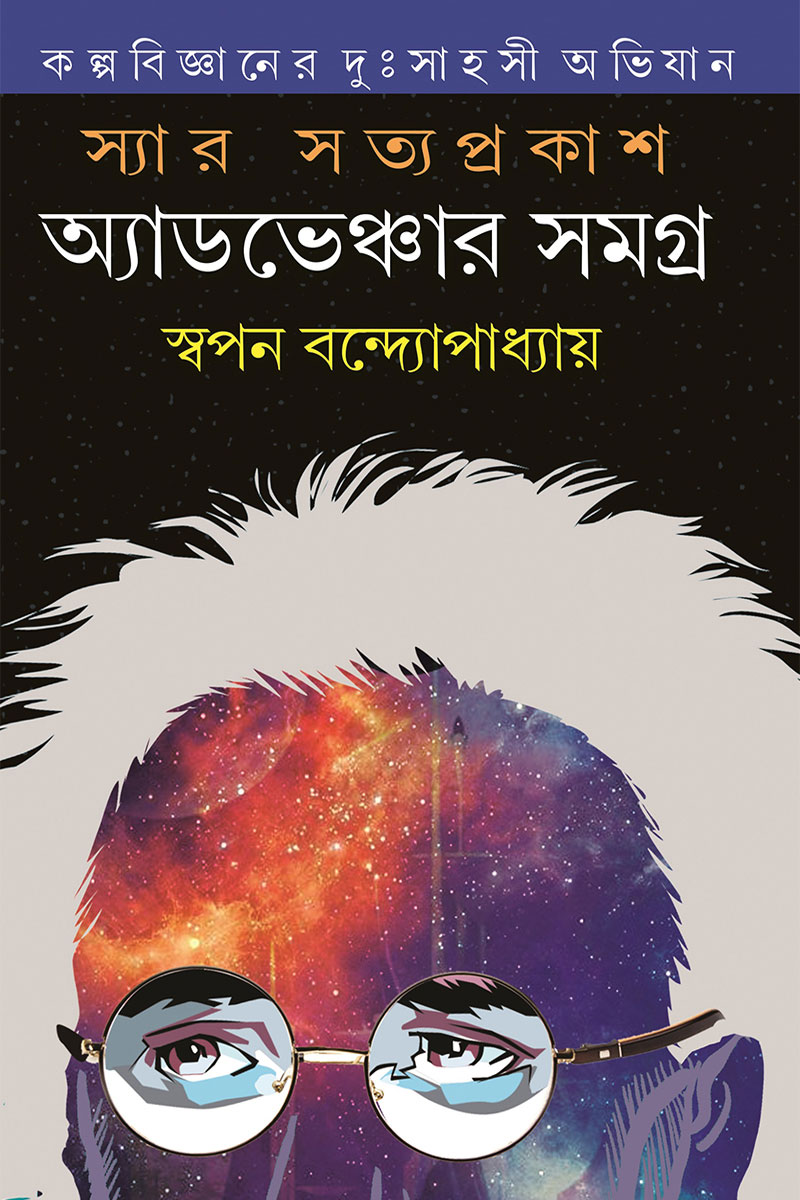 কল্পবিজ্ঞানের দুঃসাহসী অভিযান
স্যার সত্যপ্রকাশ
অ্যাডভেঞ্চার সমগ্র
স্বপন বন্দ্যোপাধ্যায়